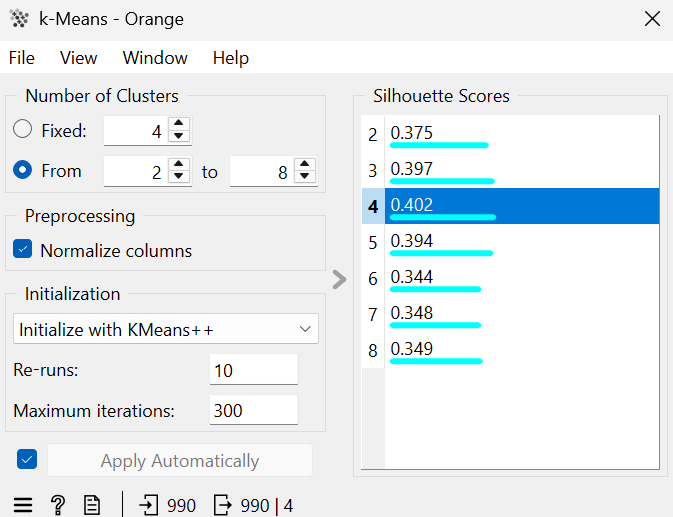 k-Means - Orange
File View Window Help
Number of Clusters
Fixed: 4
From 2 to 8
Preprocessing
Normalize columns
Initialization
Initialize with KMeans++
Re-runs: 10
Maximum iterations: 300
Apply Automatically
Silhouette Scores
2 0.375
3 0.397
4 0.402
5 0.394
6 0.344
7 0.348
8 0.349
? 990 990 | 4